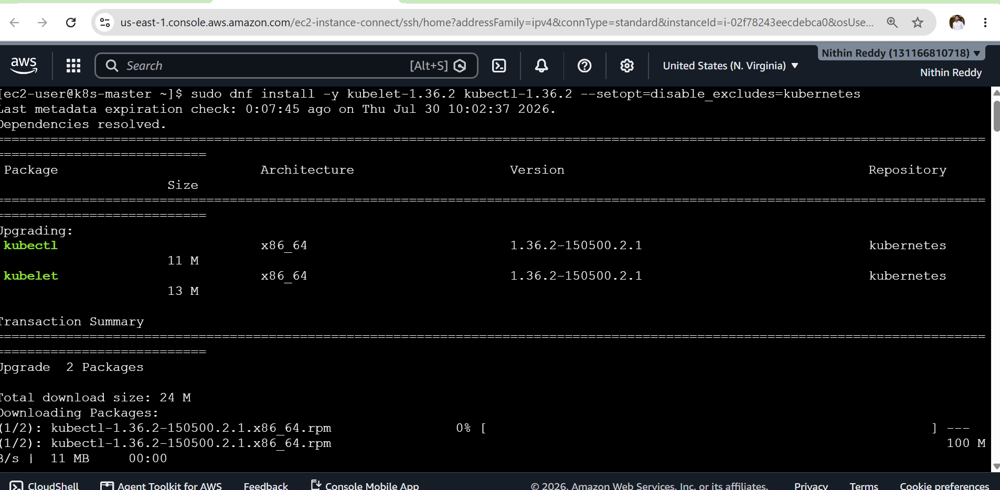 us-east-1.console.aws.amazon.com/ec2-instance-connect/ssh/home?addressFamily=ipv4&connType=standard&instanceId=i-02f78243eecdebca0&osUse...
aws
Search [Alt+S]
United States (N. Virginia) ▼
Nithin Reddy (131166810718) ▼
Nithin Reddy
[ec2-user@k8s-master ~]$ sudo dnf install -y kubelet-1.36.2 kubectl-1.36.2 --setopt=disable_excludes=kubernetes
Last metadata expiration check: 0:07:45 ago on Thu Jul 30 10:02:37 2026.
Dependencies resolved.
================================================================================================================================
===========================
Package Architecture Version Repository
Size
================================================================================================================================
===========================
Upgrading:
kubectl x86_64 1.36.2-150500.2.1 kubernetes
11 M
kubelet x86_64 1.36.2-150500.2.1 kubernetes
13 M
Transaction Summary
================================================================================================================================
===========================
Upgrade 2 Packages
Total download size: 24 M
Downloading Packages:
(1/2): kubectl-1.36.2-150500.2.1.x86_64.rpm 0% [ ] ---
(1/2): kubectl-1.36.2-150500.2.1.x86_64.rpm 100 M
B/s | 11 MB 00:00
CloudShell Agent Toolkit for AWS Feedback Console Mobile App © 2026, Amazon Web Services, Inc. or its affiliates. Privacy Terms Cookie preferences